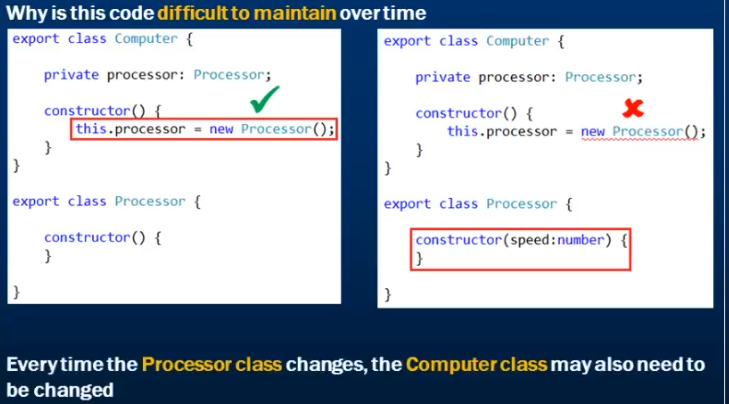 Why is this code difficult to maintain over time
export class Computer {
private processor: Processor;
constructor() {
this.processor = new Processor();
}
}
export class Processor {
constructor() {
}
}
export class Computer {
private processor: Processor;
constructor() {
this.processor = new Processor();
}
}
export class Processor {
constructor(speed:number) {
}
}
Every time the Processor class changes, the Computer class may also need to
be changed